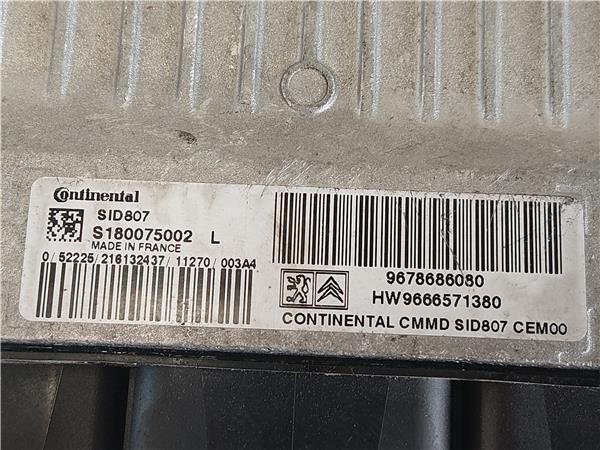 Continental
SID807
S180075002 L
MADE IN FRANCE
0/52225/216132437/11270/003A4
9678686080
HW9666571380
CONTINENTAL CMMD SID807 CEM00